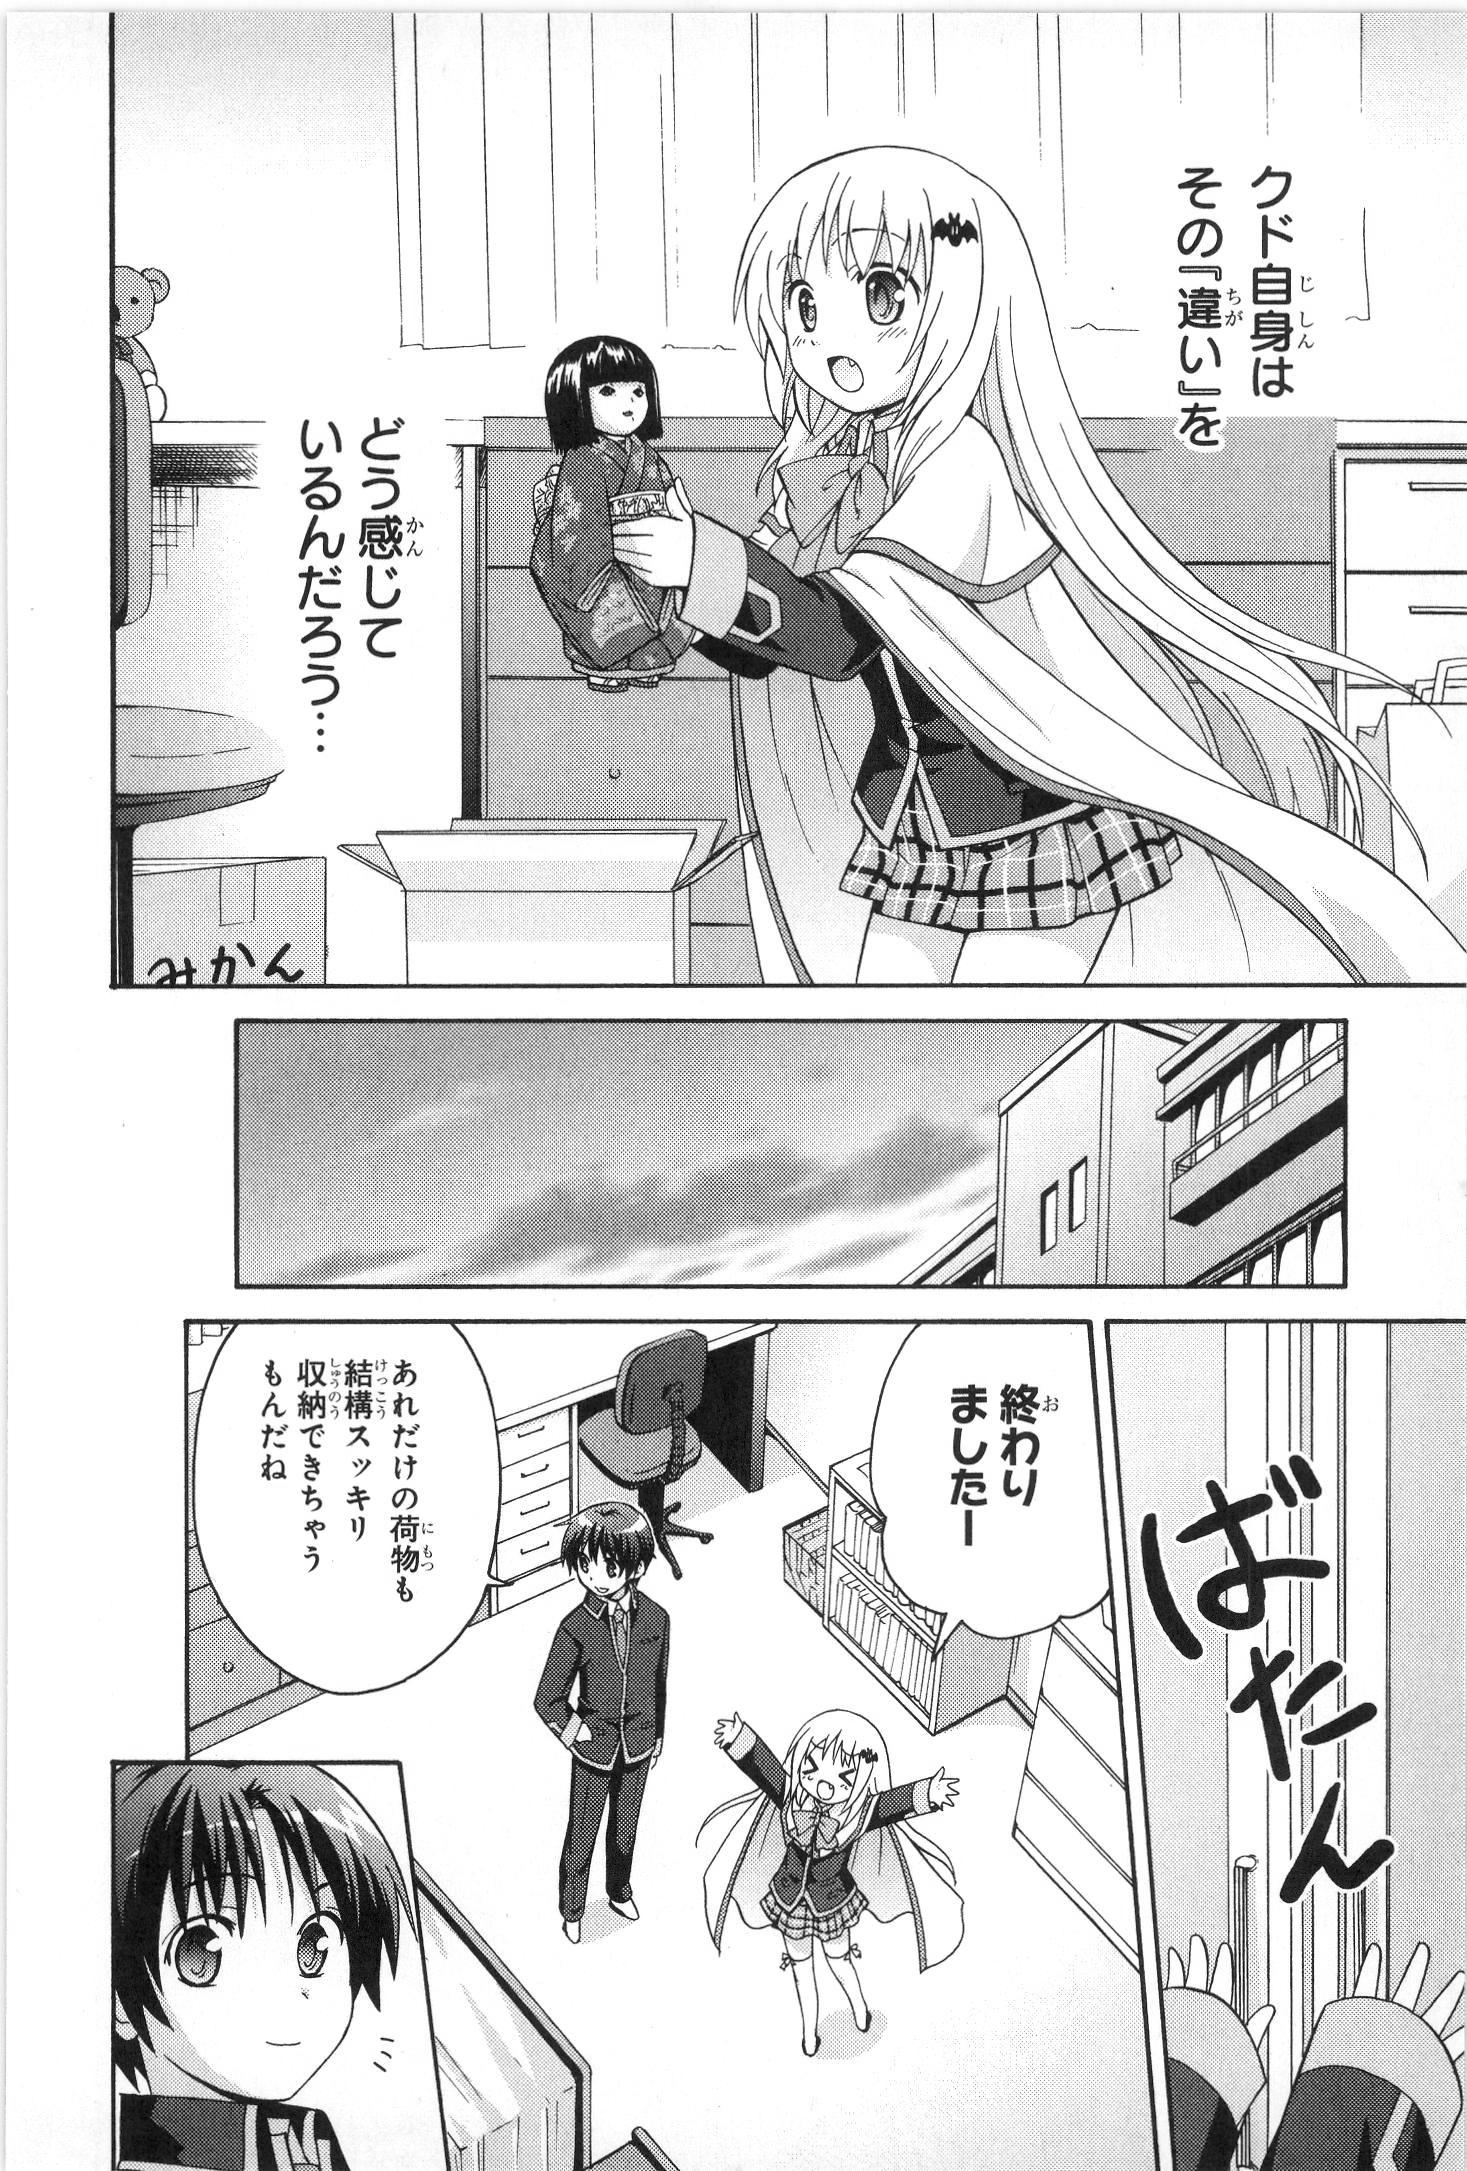 クド自身は
その『違い』を
どう感じて
いるんだろう…
みかん
ばたん
終わり
ましたー
あれだけの荷物も
結構スッキリ
収納できちゃう
もんだね